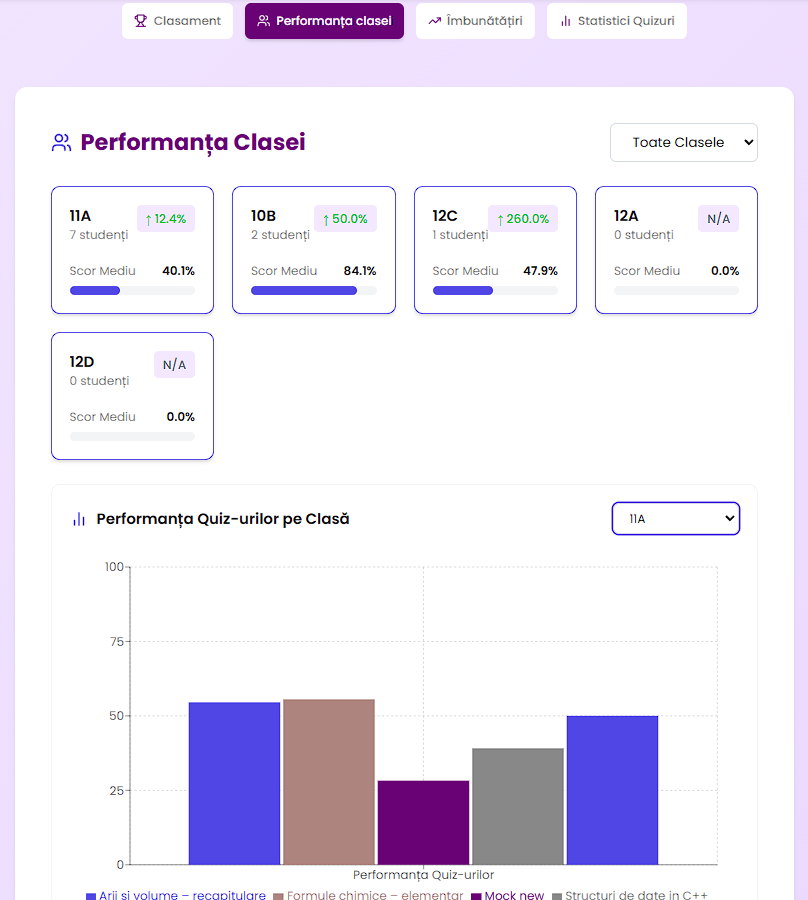 Clasament Performanța clasei Îmbunătățiri Statistici Quizuri
Performanța Clasei Toate Clasele
11A ↑ 12.4%
7 studenți
Scor Mediu 40.1%
10B ↑ 50.0%
2 studenți
Scor Mediu 84.1%
12C ↑ 260.0%
1 studenți
Scor Mediu 47.9%
12A N/A
0 studenți
Scor Mediu 0.0%
12D N/A
0 studenți
Scor Mediu 0.0%
Performanța Quiz-urilor pe Clasă 11A
100
75
50
25
0
Performanța Quiz-urilor
Arii și volume – recapitulare Formule chimice – elementar Mock new Structuri de date in C++